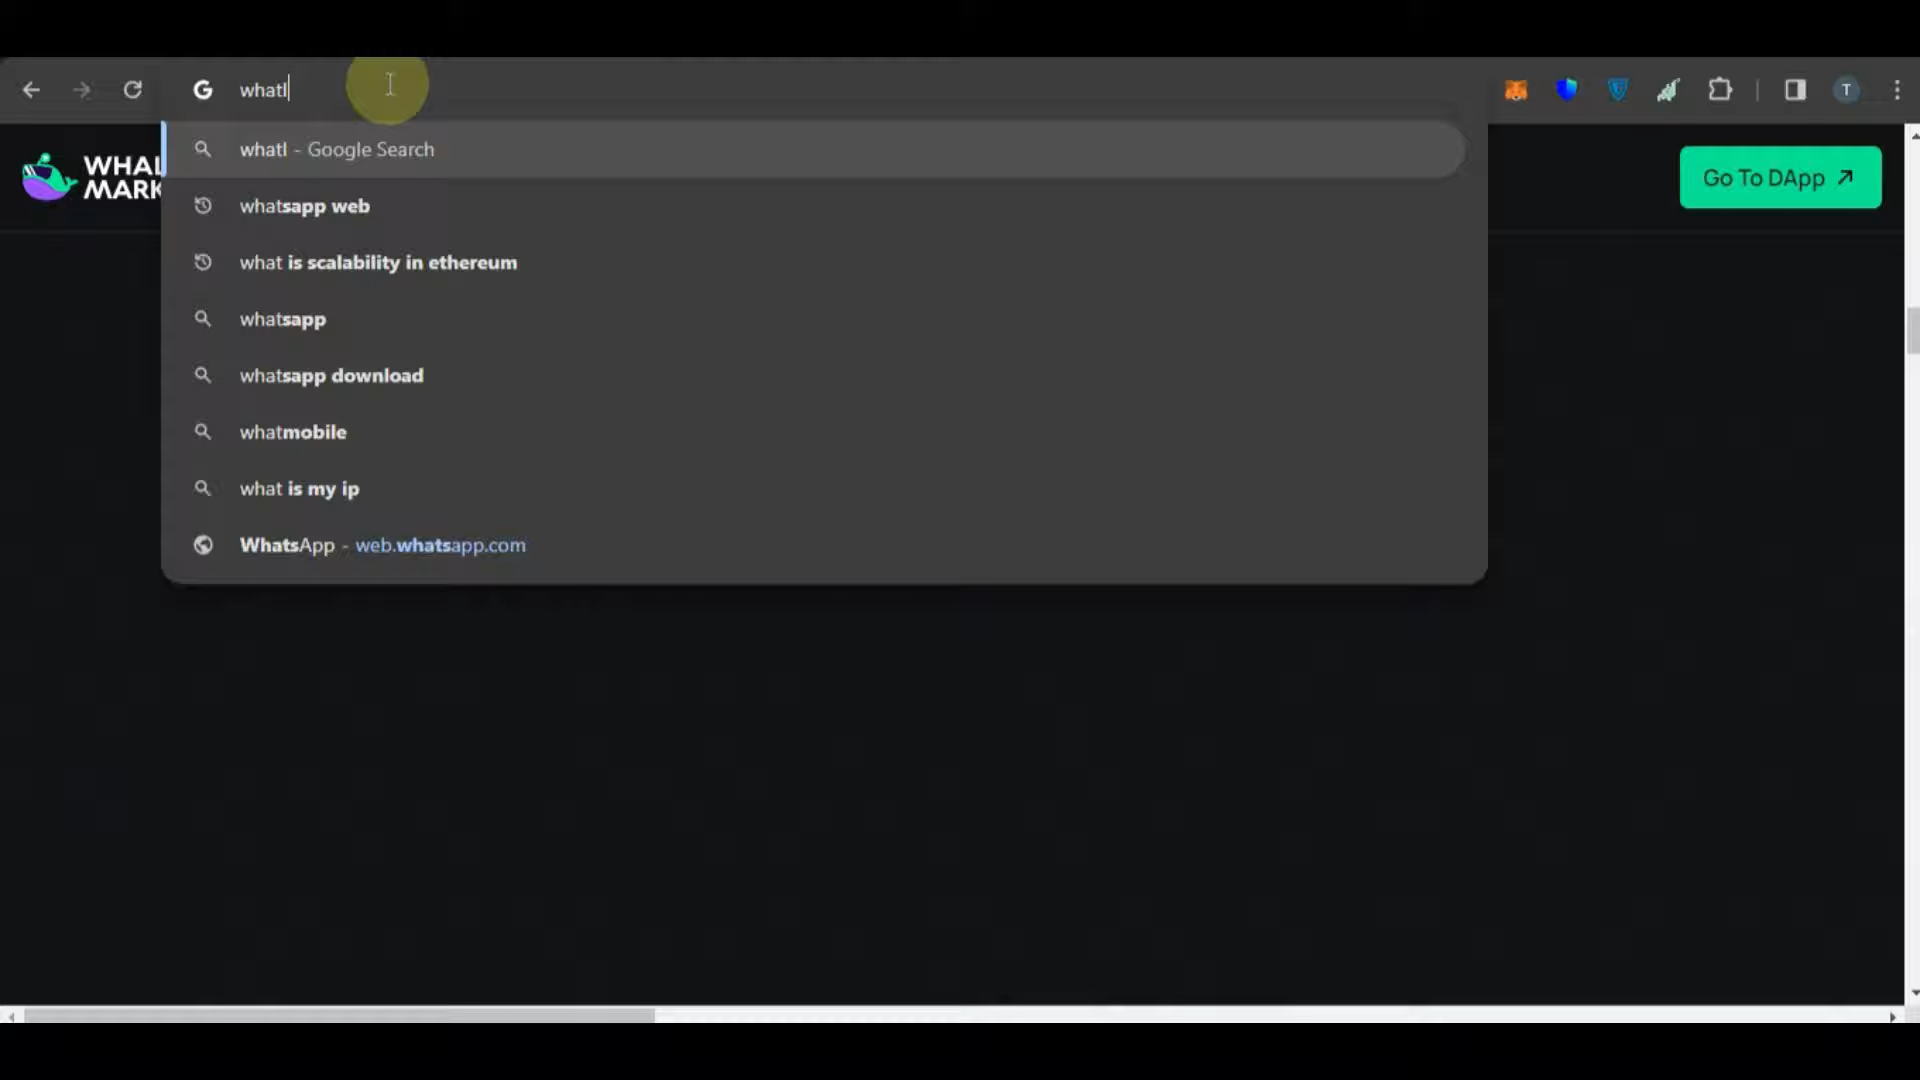 whatl
whatl - Google Search
WHAL
MARK
Go To DApp
T
whatsapp web
what is scalability in ethereum
whatsapp
whatsapp download
whatmobile
what is my ip
WhatsApp - web.whatsapp.com